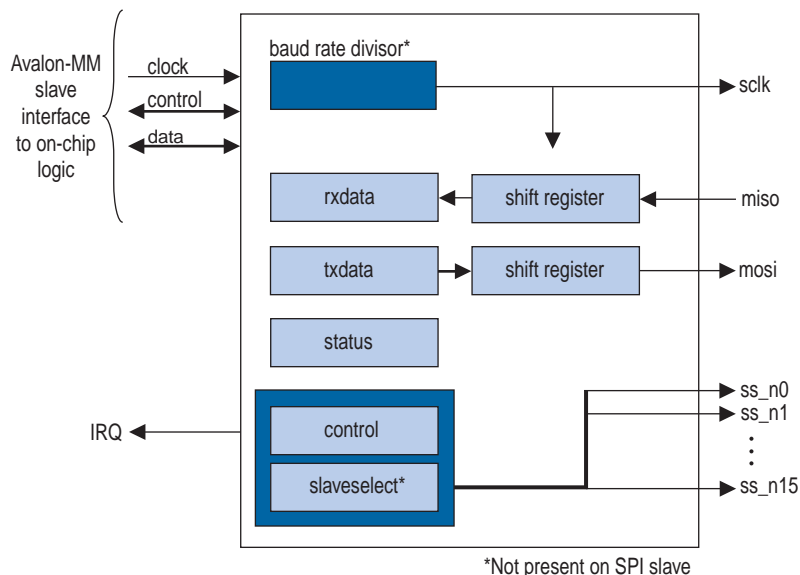 baud rate divisor*
Avalon-MM
slave
interface
to on-chip
logic
clock
control
data
sclk
rxdata
shift register
miso
txdata
shift register
mosi
status
IRQ
control
slaveselect*
ss_n0
ss_n1
ss_n15
*Not present on SPI slave